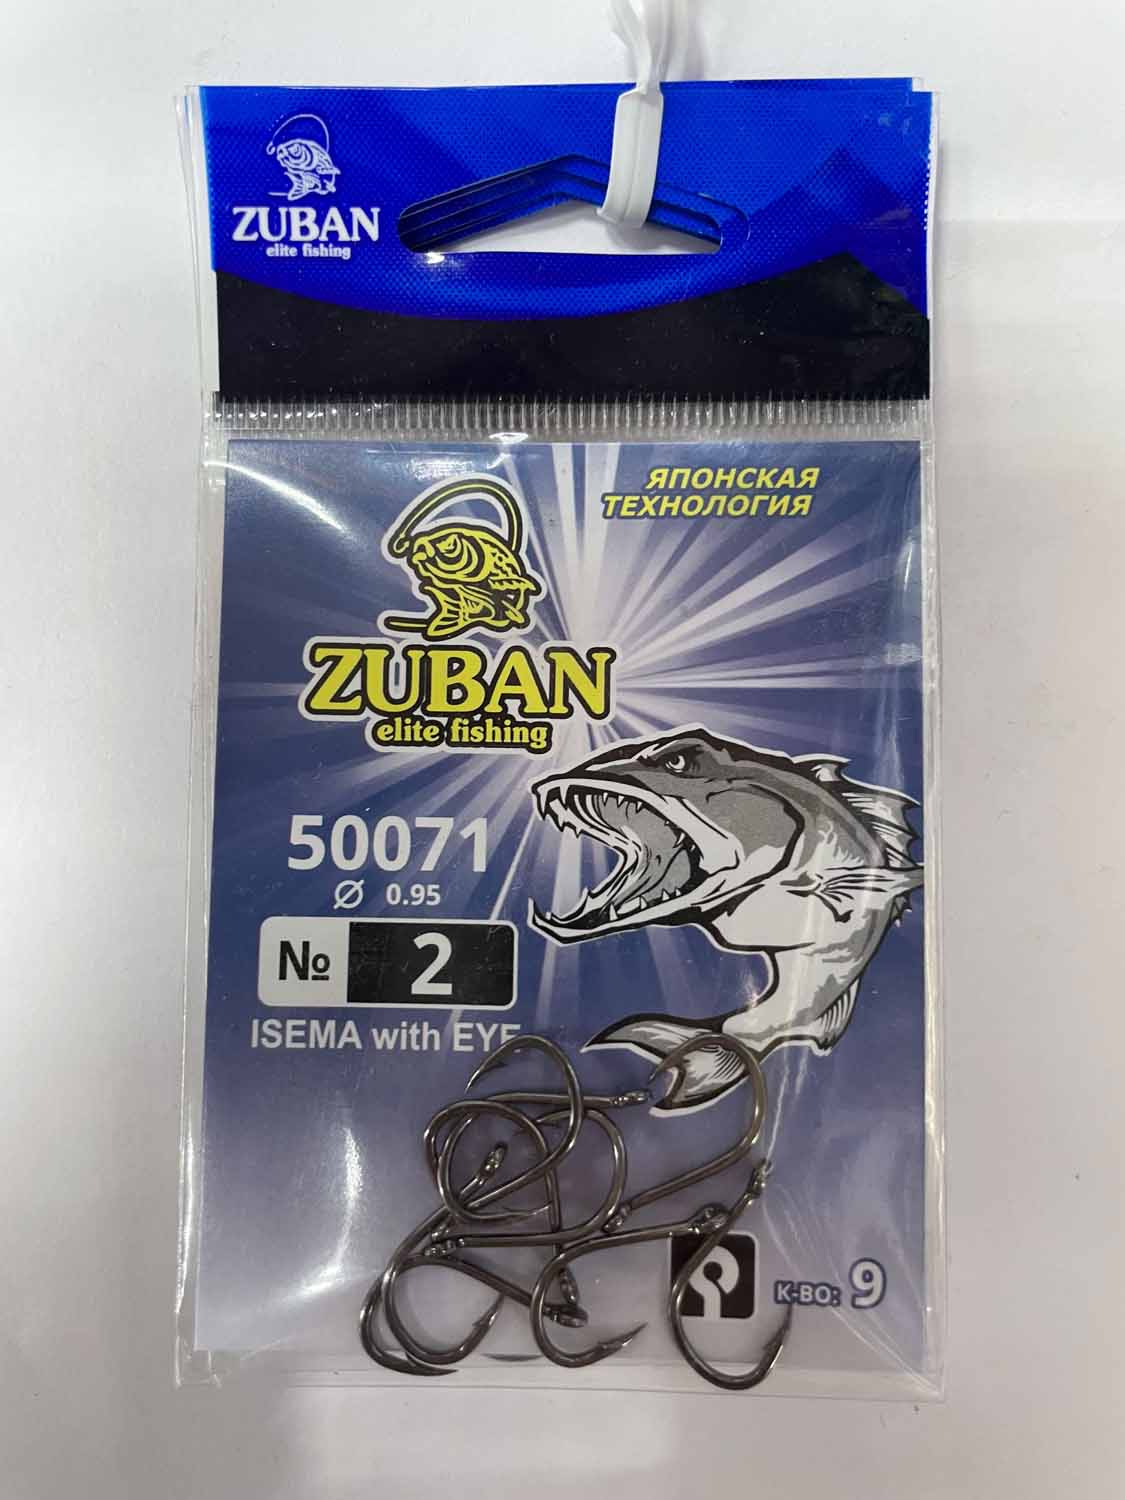 ZUBAN
elite fishing
ЯПОНСКАЯ
ТЕХНОЛОГИЯ
ZUBAN
elite fishing
50071
Ø 0.95
№ 2
ISEMA with EYE
К-ВО: 9